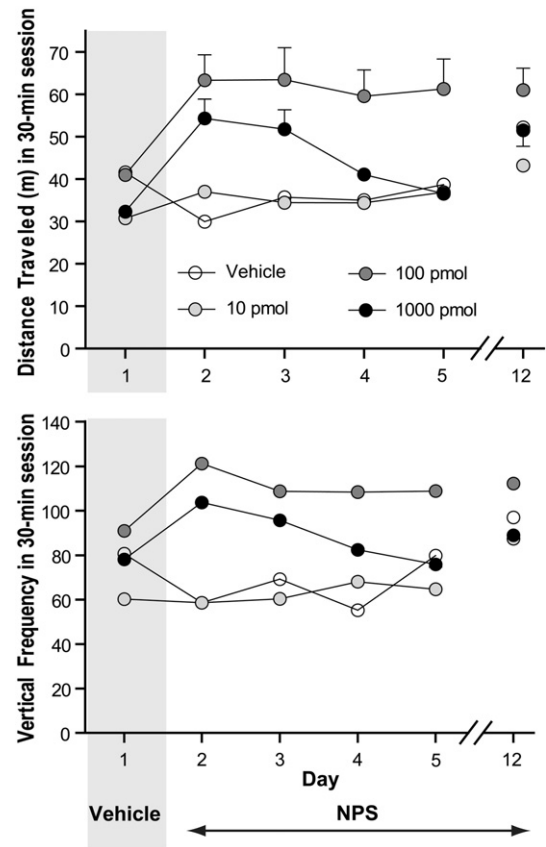 Distance Traveled (m) in 30-min session
70
60
50
40
30
20
10
0
Vehicle
100 pmol
10 pmol
1000 pmol
1 2 3 4 5 12
Vertical Frequency in 30-min session
140
120
100
80
60
40
20
0
1 2 3 4 5 12
Day
Vehicle NPS